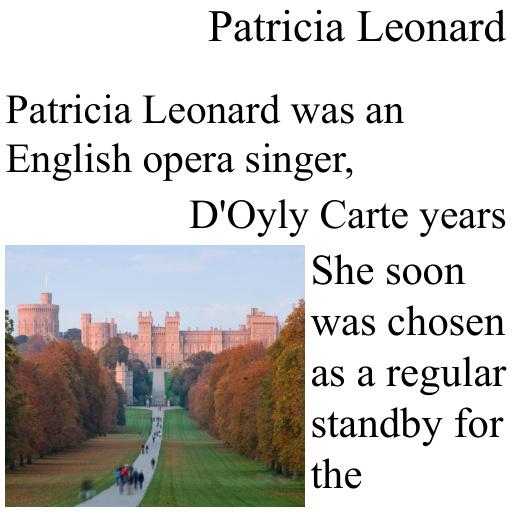 Patricia Leonard
Patricia Leonard was an
English opera singer,
D'Oyly Carte years
She soon
was chosen
as a regular
standby for
the